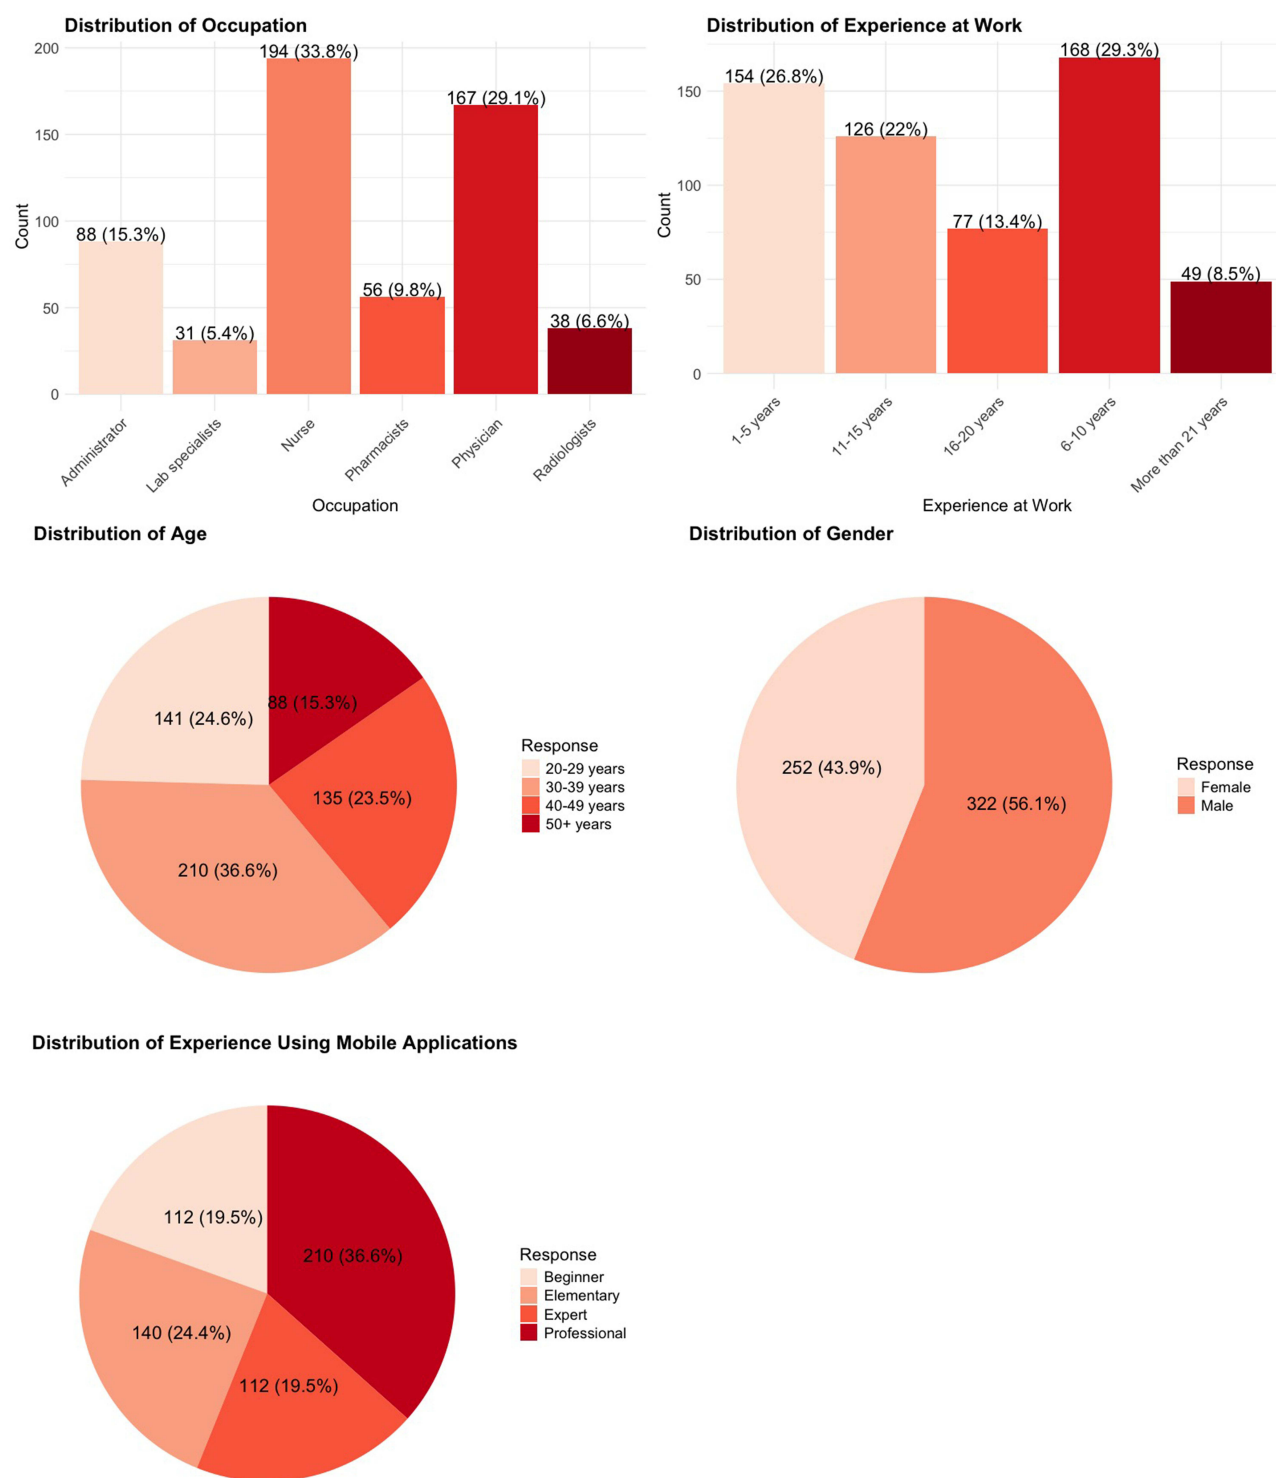 Distribution of Occupation
200
150
100
50
0
Count
88 (15.3%)
31 (5.4%)
194 (33.8%)
56 (9.8%)
167 (29.1%)
38 (6.6%)
Administrator
Lab specialists
Nurse
Pharmacists
Physician
Radiologists
Occupation
Distribution of Experience at Work
150
100
50
0
Count
154 (26.8%)
126 (22%)
77 (13.4%)
168 (29.3%)
49 (8.5%)
1-5 years
11-15 years
16-20 years
6-10 years
More than 21 years
Experience at Work
Distribution of Age
141 (24.6%)
88 (15.3%)
135 (23.5%)
210 (36.6%)
Response
20-29 years
30-39 years
40-49 years
50+ years
Distribution of Gender
252 (43.9%)
322 (56.1%)
Response
Female
Male
Distribution of Experience Using Mobile Applications
112 (19.5%)
210 (36.6%)
140 (24.4%)
112 (19.5%)
Response
Beginner
Elementary
Expert
Professional